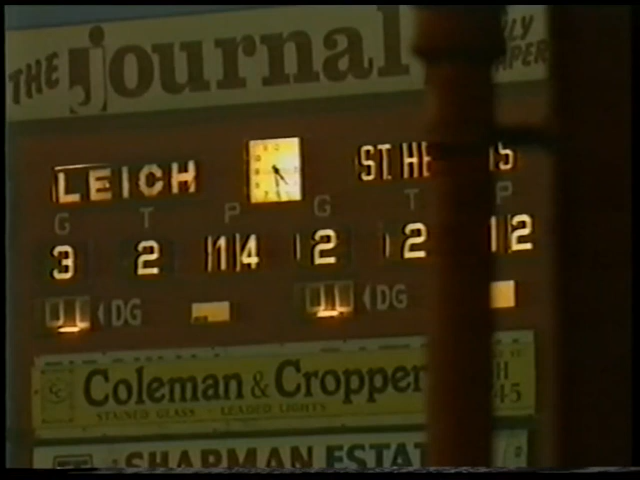 THE journal
LEIGH ST. HE S
G T P G T P
3 2 14 2 2 12
DG DG
Coleman & Cropper
STAINED GLASS - LEADED LIGHTS
45
SHARMAN ESTAT